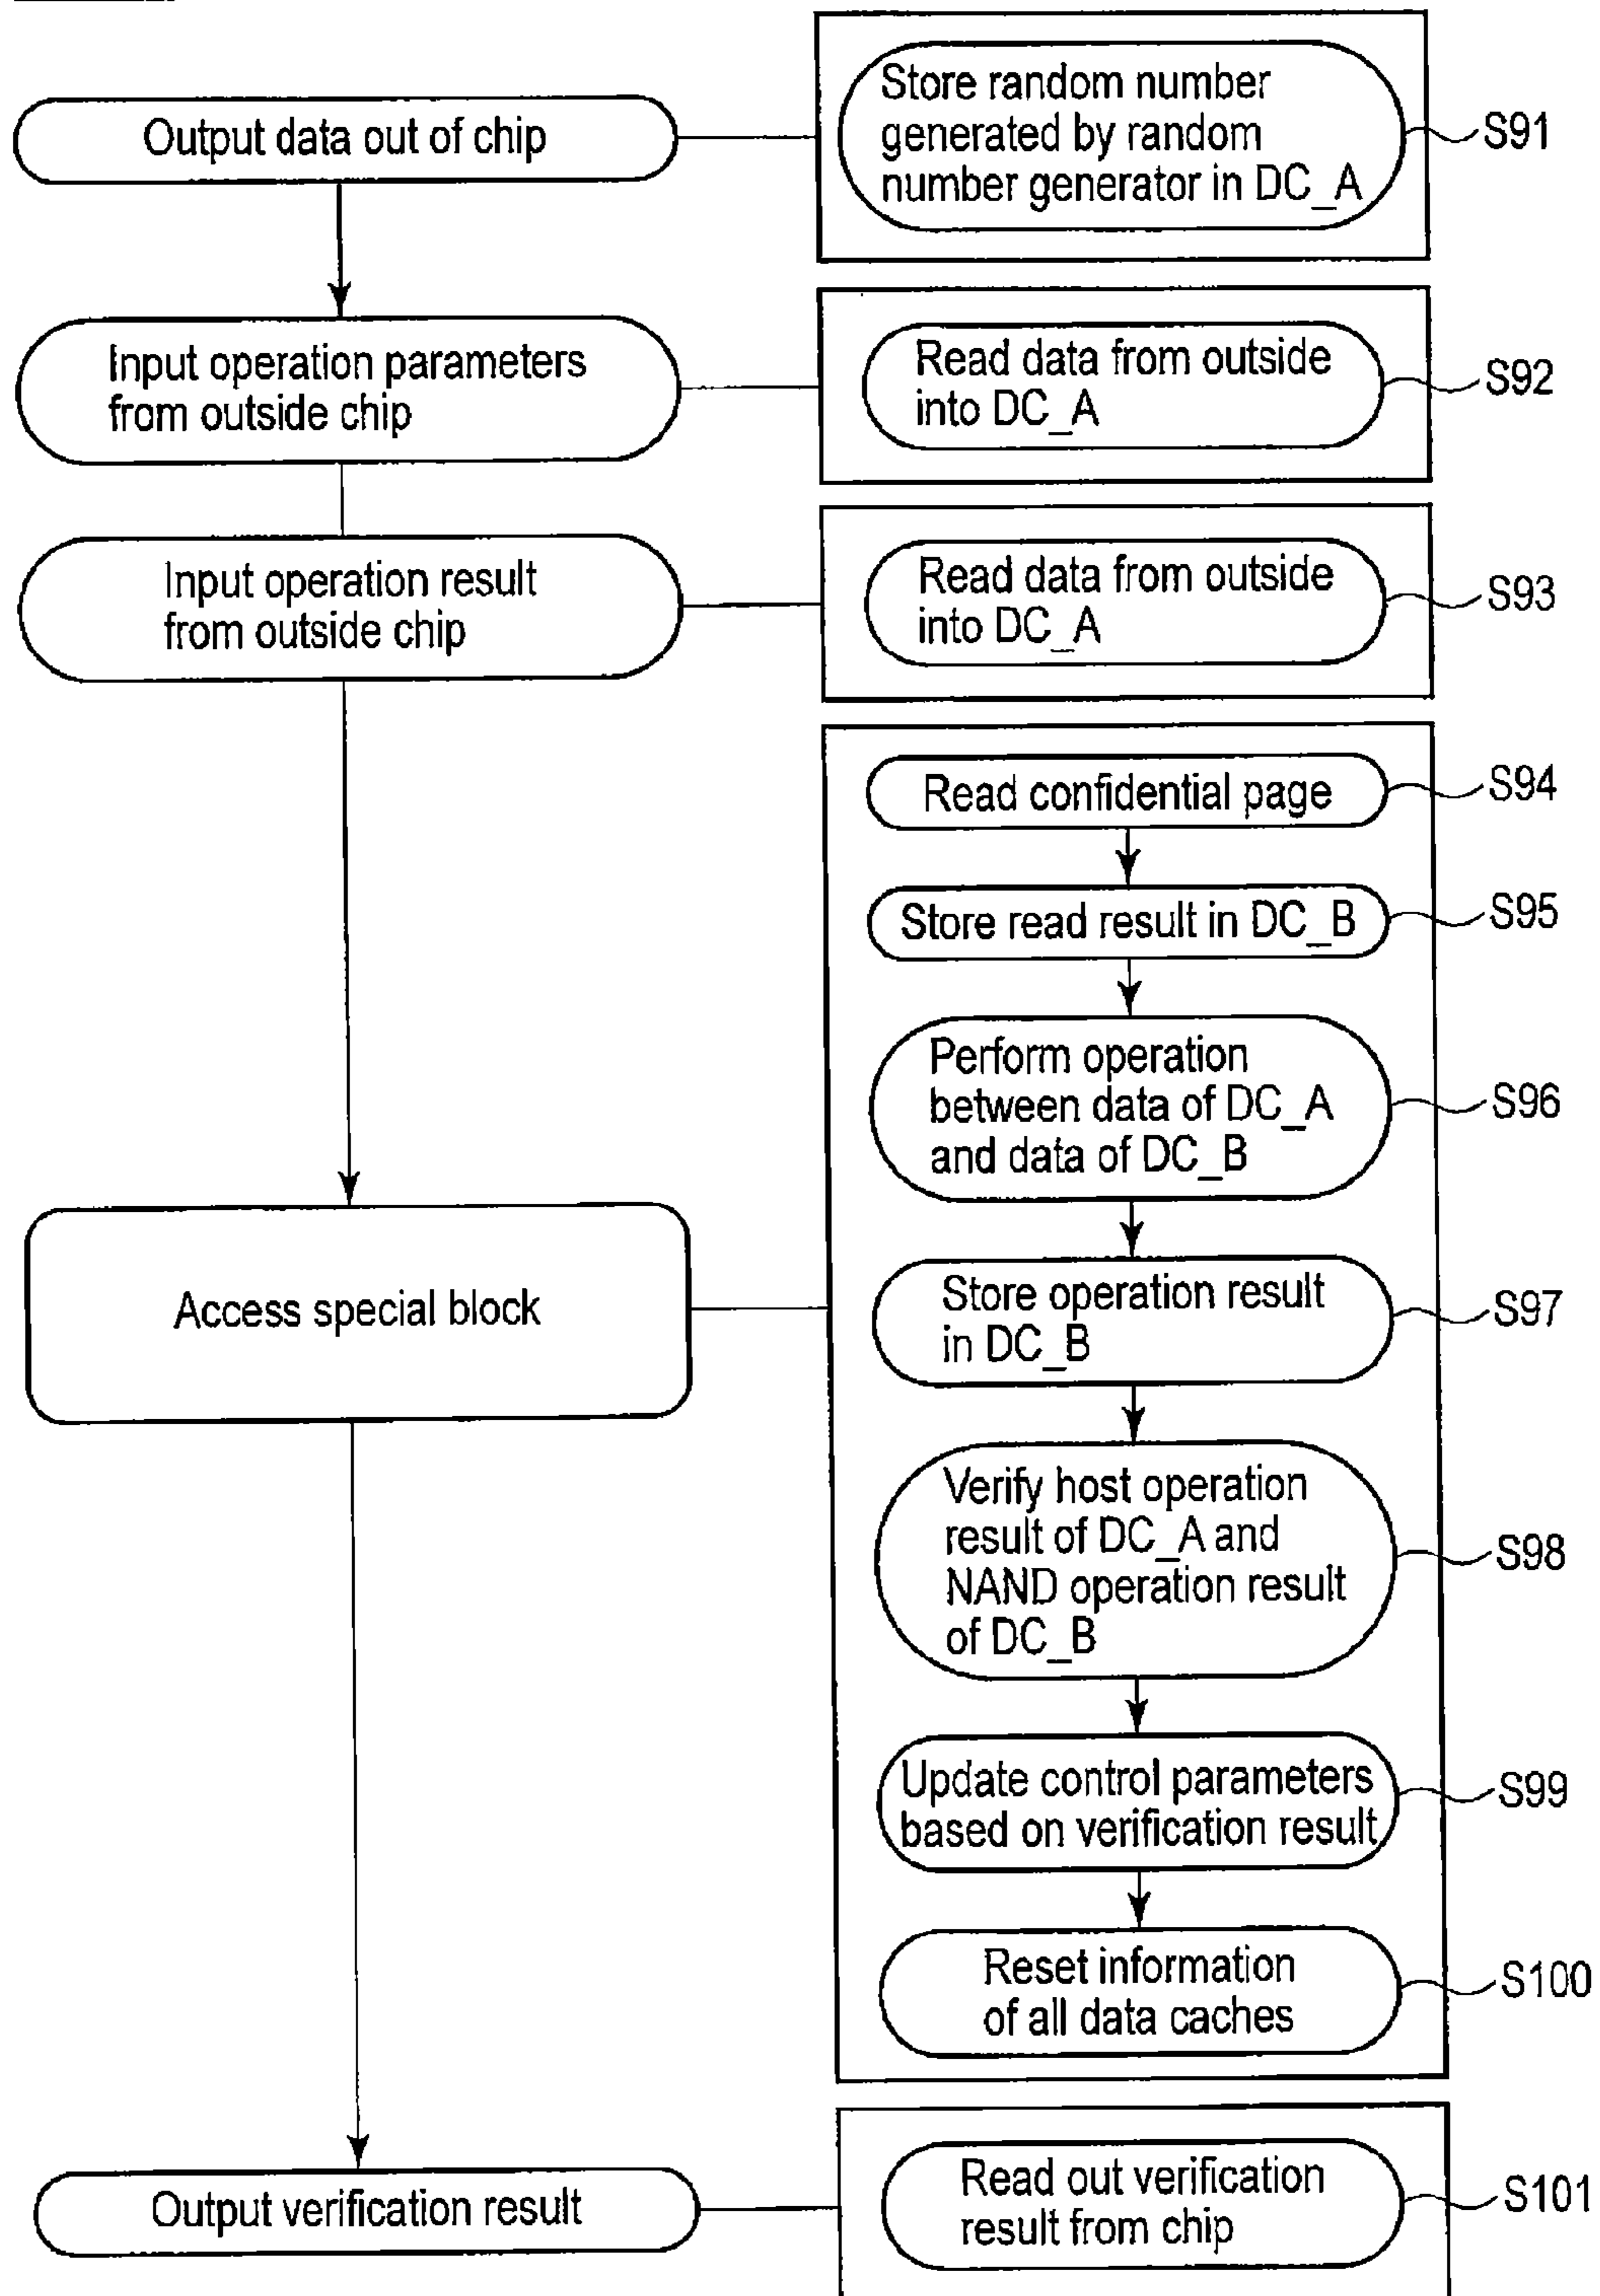 Output data out of chip
Store random number
generated by random
number generator in DC_A
S91
Input operation parameters
from outside chip
Read data from outside
into DC_A
S92
Input operation result
from outside chip
Read data from outside
into DC_A
S93
Access special block
Read confidential page
S94
Store read result in DC_B
S95
Perform operation
between data of DC_A
and data of DC_B
S96
Store operation result
in DC_B
S97
Verify host operation
result of DC_A and
NAND operation result
of DC_B
S98
Update control parameters
based on verification result
S99
Reset information
of all data caches
S100
Output verification result
Read out verification
result from chip
S101